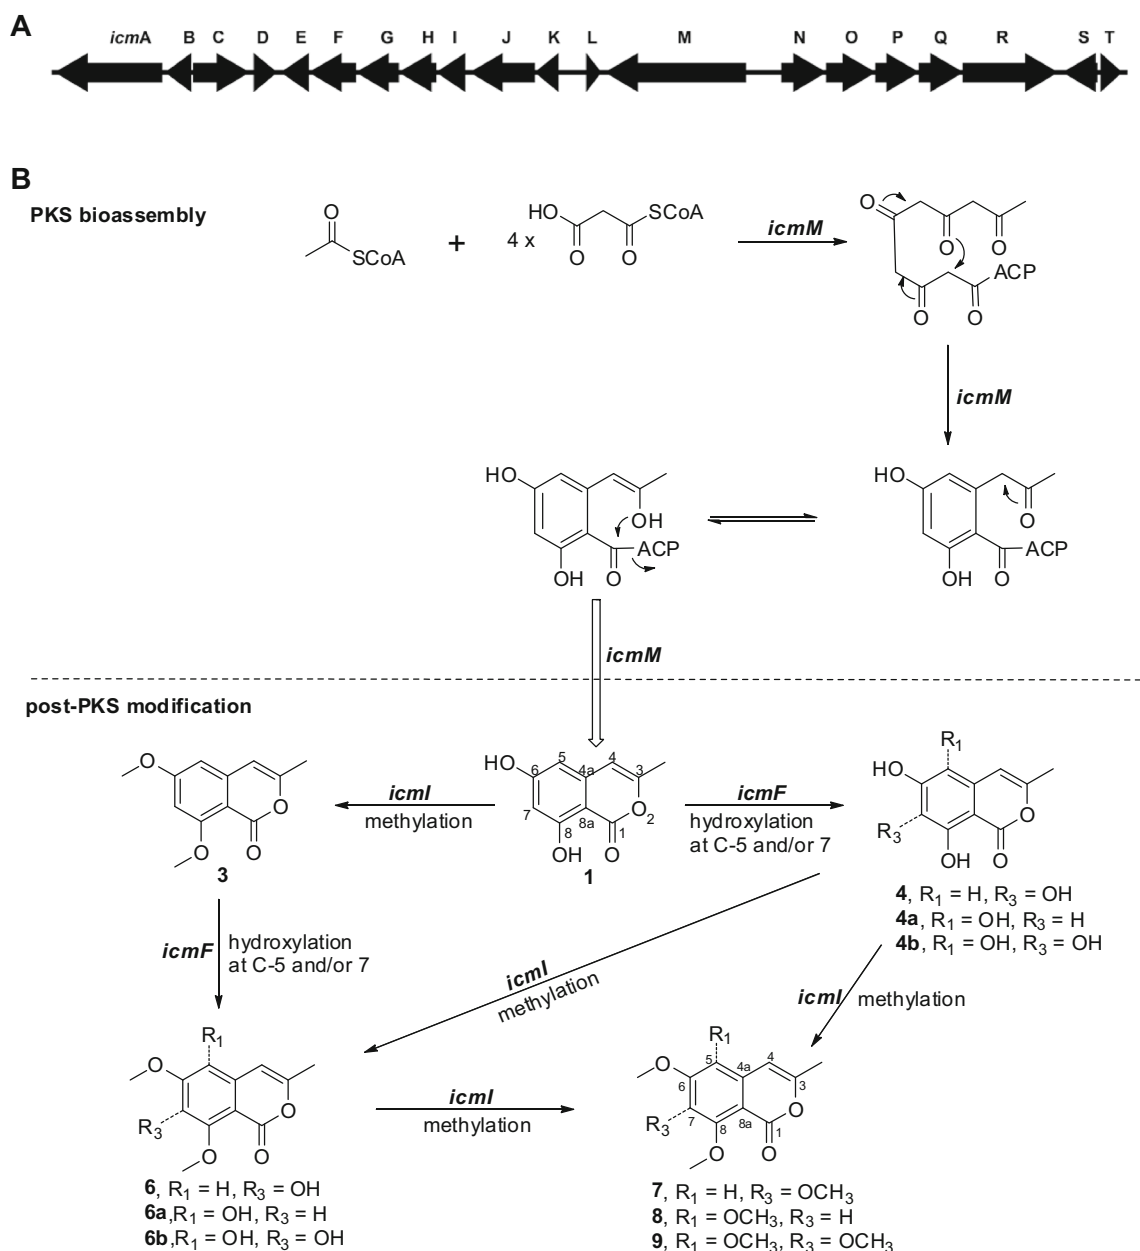 A
icmA B C D E F G H I J K L M N O P Q R S T
B
PKS bioassembly
O
SCoA
+
4 x
HO
O
O
SCoA
icmM
O
O
O
O
O
ACP
icmM
HO
OH
ACP
OH
O
HO
O
ACP
OH
O
icmM
post-PKS modification
O
O
O
O
3
icmI
methylation
HO
5
4
6
4a
3
7
8
8a
1
O
2
OH
O
1
icmF
hydroxylation
at C-5 and/or 7
R1
HO
R3
O
OH
O
4, R1 = H, R3 = OH
4a, R1 = OH, R3 = H
4b, R1 = OH, R3 = OH
icmF
hydroxylation
at C-5 and/or 7
icmI
methylation
icmI
methylation
R1
O
R3
O
O
O
6, R1 = H, R3 = OH
6a,R1 = OH, R3 = H
6b,R1 = OH, R3 = OH
icmI
methylation
R1
O
5
4a
4
6
3
R3
7
8
8a
1
O
O
O
7, R1 = H, R3 = OCH3
8, R1 = OCH3, R3 = H
9, R1 = OCH3, R3 = OCH3